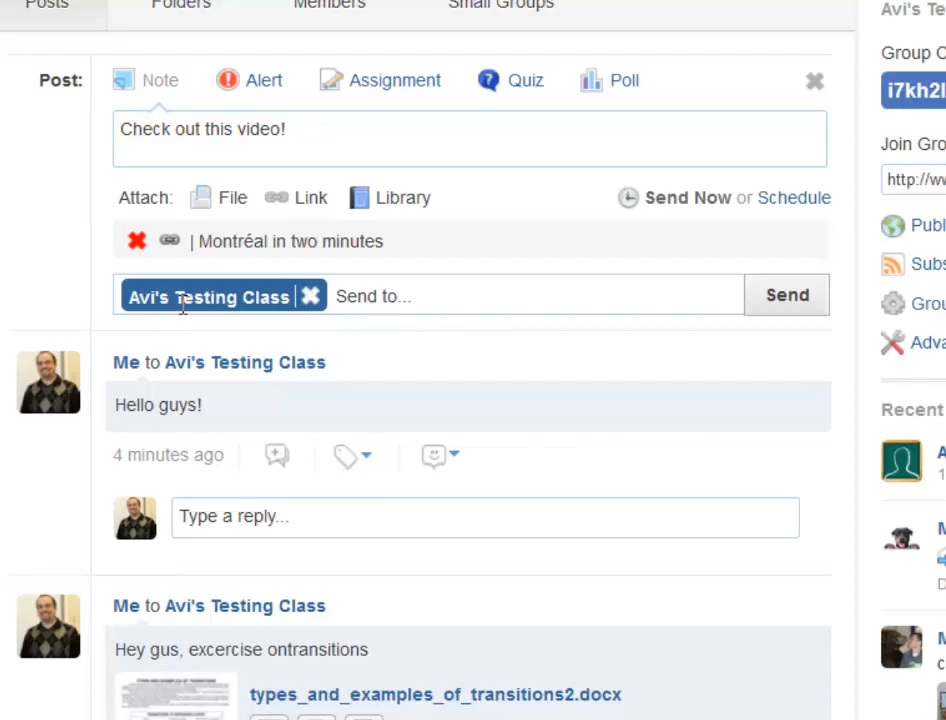 Posts Folders Members Small Groups
Avi's Te
Post: Note Alert Assignment Quiz Poll
Group C
i7kh2l
Check out this video!
Join Gro
http://ww
Attach: File Link Library Send Now or Schedule
Publ
| Montréal in two minutes
Subs
Avi's Testing Class Send to... Send
Grou
Adva
Me to Avi's Testing Class
Hello guys!
Recent
4 minutes ago
Type a reply...
Me to Avi's Testing Class
Hey gus, excercise ontransitions
types_and_examples_of_transitions2.docx